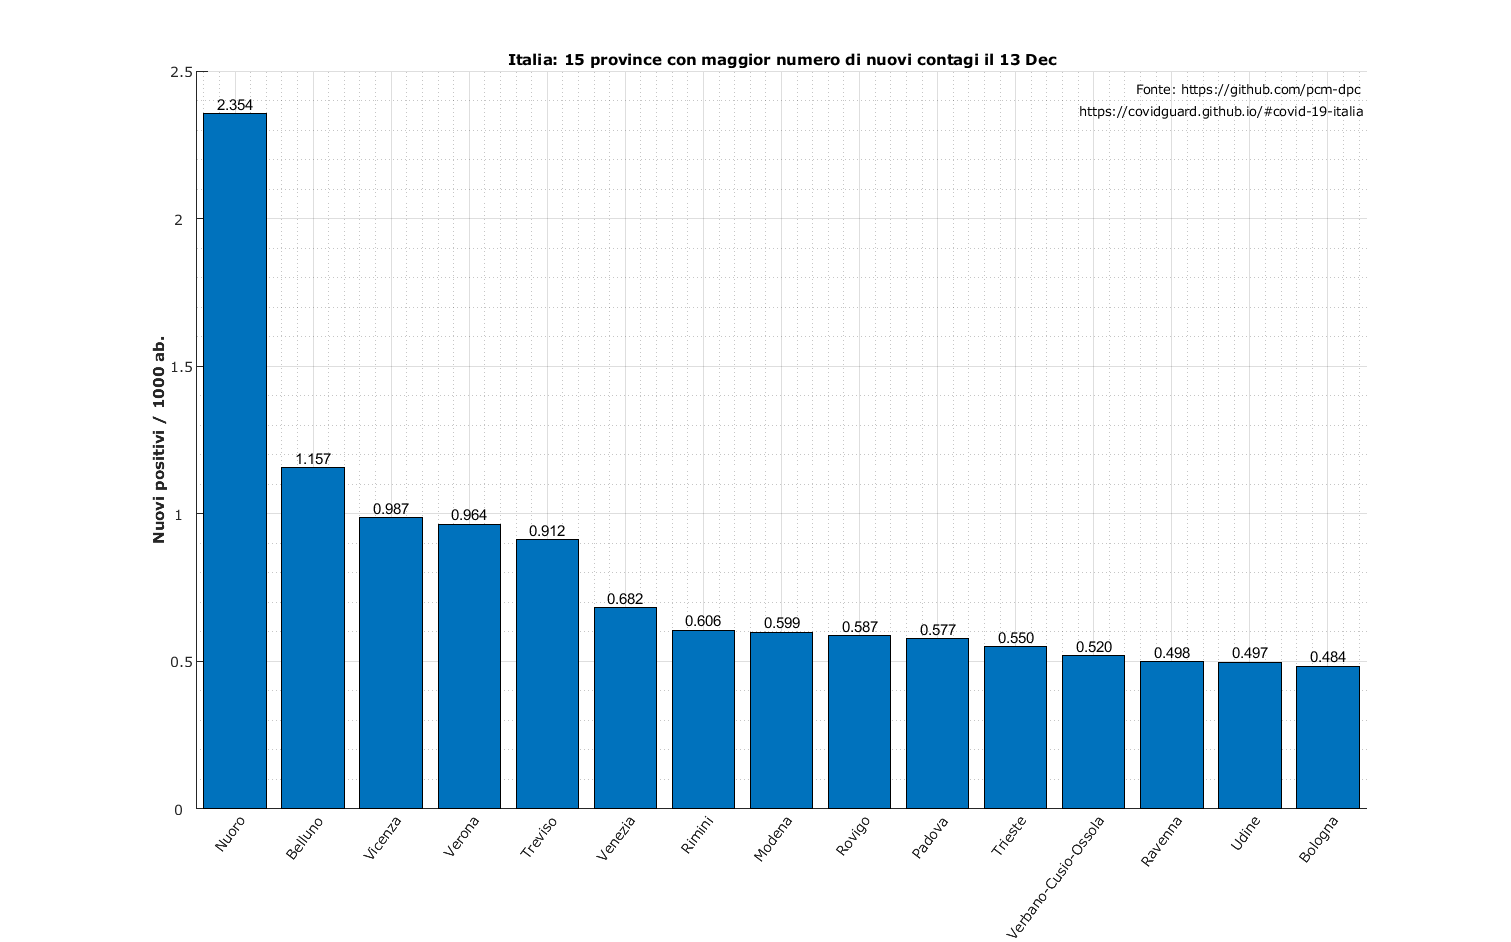 Italia: 15 province con maggior numero di nuovi contagi il 13 Dec
Fonte: https://github.com/pcm-dpc
https://covidguard.github.io/#covid-19-italia
Nuovi positivi / 1000 ab.
2.5
2
1.5
1
0.5
0
2.354
1.157
0.987
0.964
0.912
0.682
0.606
0.599
0.587
0.577
0.550
0.520
0.498
0.497
0.484
Nuoro
Belluno
Vicenza
Verona
Treviso
Venezia
Rimini
Modena
Rovigo
Padova
Trieste
Verbano-Cusio-Ossola
Ravenna
Udine
Bologna